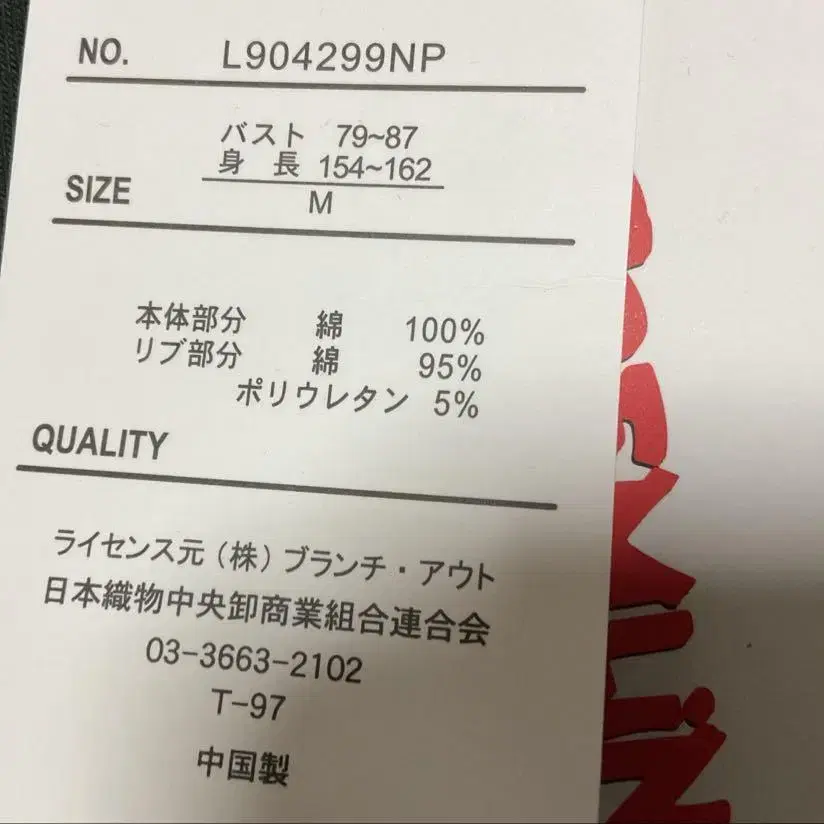 NO. L904299NP
バスト 79~87
身 長 154~162
SIZE
M
本体部分 綿 100%
リブ部分 綿 95%
ポリウレタン 5%
QUALITY
ライセンス元(株)ブランチ・アウト
日本織物中央卸商業組合連合会
03-3663-2102
T-97
中国製